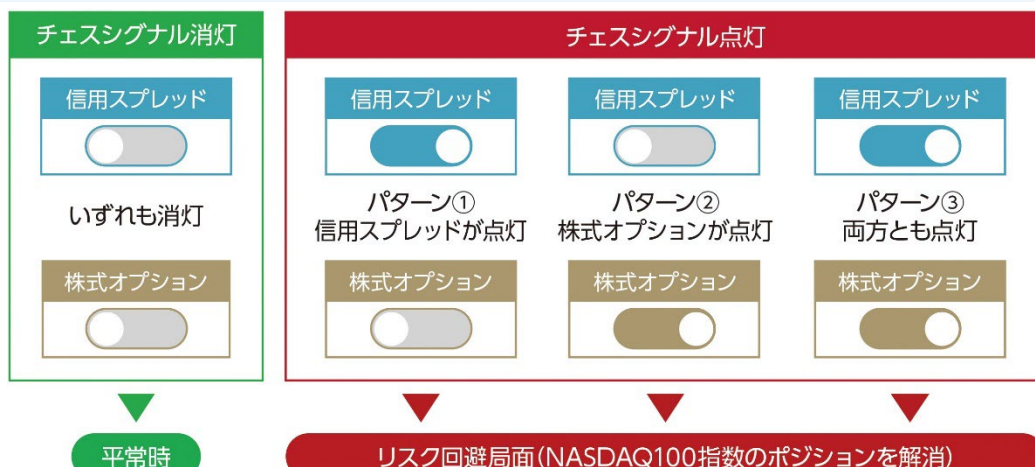 チェスシグナル消灯
信用スプレッド
いずれも消灯
株式オプション
平常時
チェスシグナル点灯
信用スプレッド
パターン①
信用スプレッドが点灯
株式オプション
信用スプレッド
パターン②
株式オプションが点灯
株式オプション
信用スプレッド
パターン③
両方とも点灯
株式オプション
リスク回避局面(NASDAQ100指数のポジションを解消)